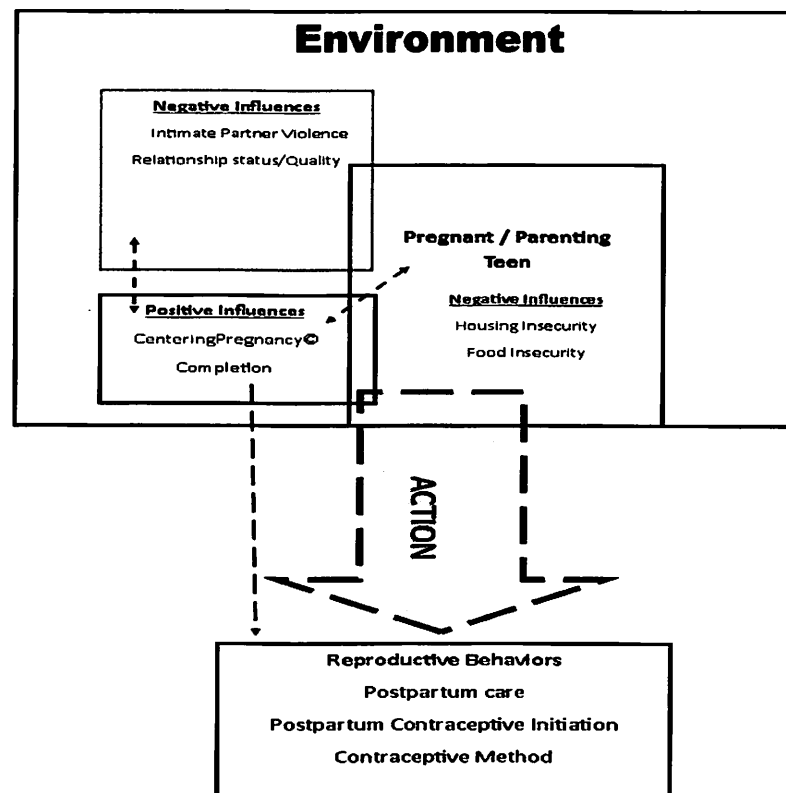 Environment
Negative Influences
Intimate Partner Violence
Relationship status/Quality
Pregnant / Parenting
Teen
Negative Influences
Housing Insecurity
Food Insecurity
Positive Influences
CenteringPregnancy©
Completion
ACTION
Reproductive Behaviors
Postpartum care
Postpartum Contraceptive Initiation
Contraceptive Method